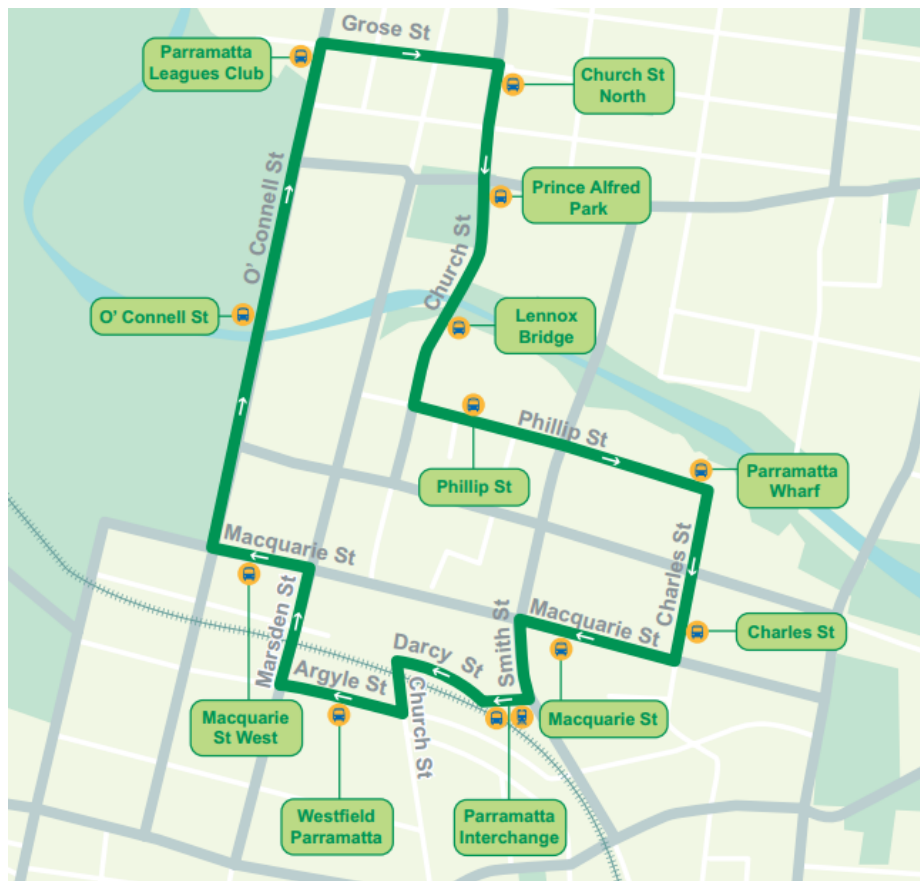 Grose St
Parramatta
Leagues Club
Church St
North
Prince Alfred
Park
O' Connell St
Church St
O' Connell St
Lennox
Bridge
Phillip St
Phillip St
Parramatta
Wharf
Macquarie St
Charles St
Macquarie St
Charles St
Marsden St
Smith St
Darcy St
Argyle St
Church St
Macquarie
St West
Macquarie St
Westfield
Parramatta
Parramatta
Interchange